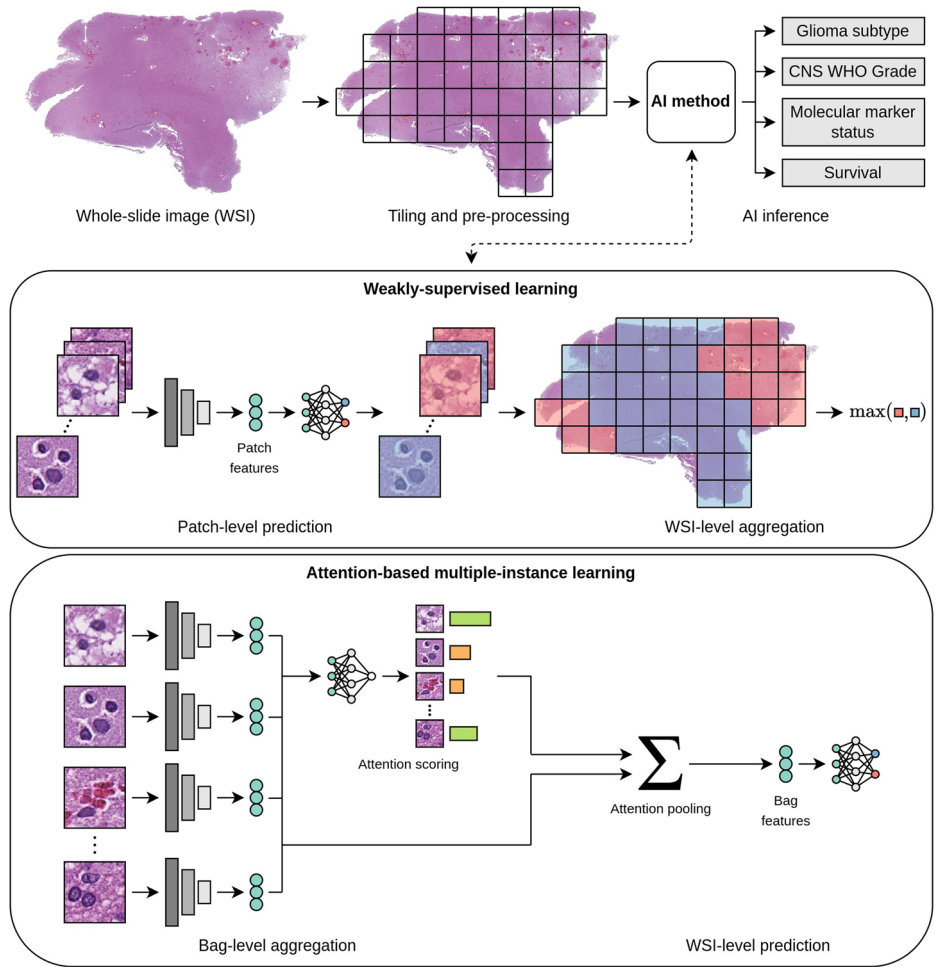 Glioma subtype
CNS WHO Grade
Molecular marker
status
Survival
AI method
Whole-slide image (WSI)
Tiling and pre-processing
AI inference
Weakly-supervised learning
Patch
features
max( , )
Patch-level prediction
WSI-level aggregation
Attention-based multiple-instance learning
Attention scoring
Σ
Attention pooling
Bag
features
Bag-level aggregation
WSI-level prediction